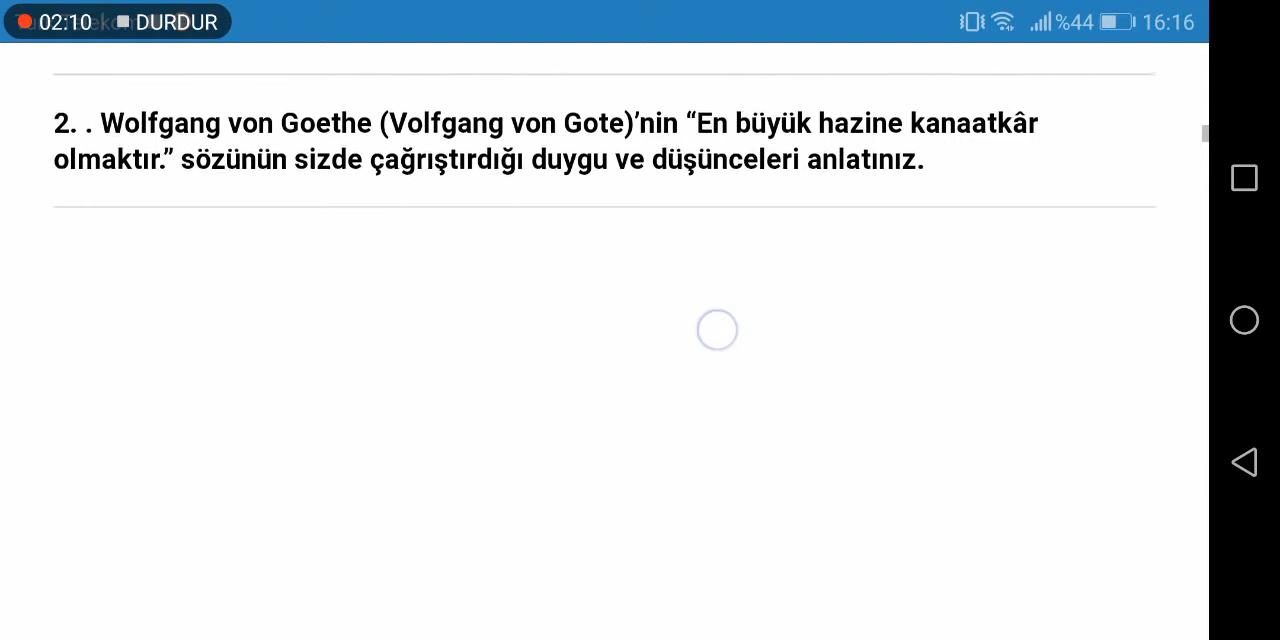 02:10 DURDUR
%44 16:16
2. . Wolfgang von Goethe (Volfgang von Gote)’nin “En büyük hazine kanaatkâr
olmaktır.” sözünün sizde çağrıştırdığı duygu ve düşünceleri anlatınız.